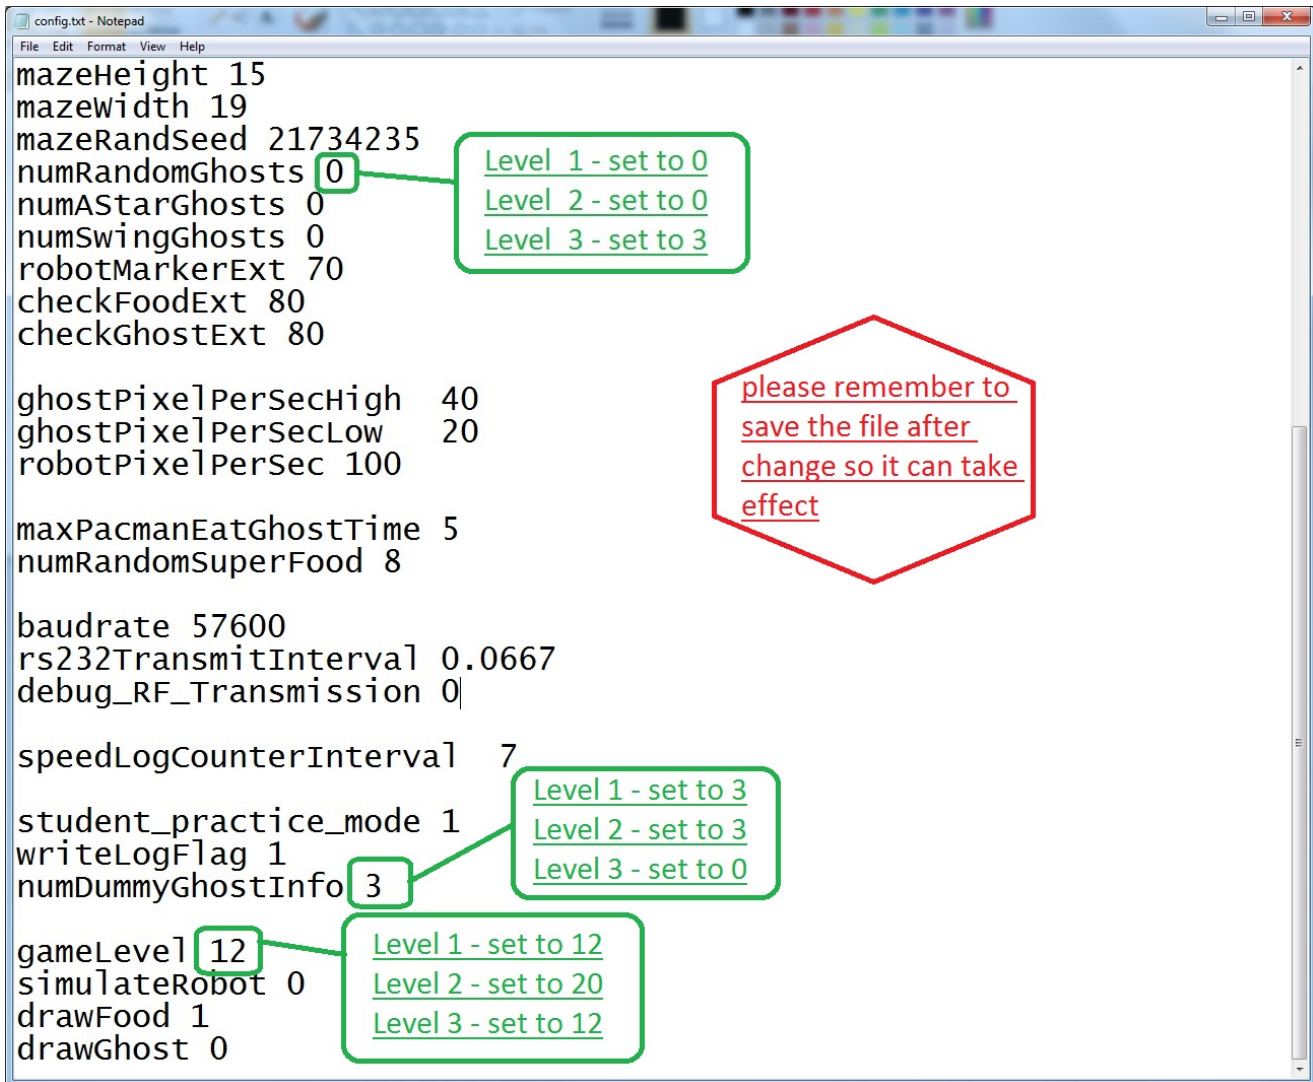 config.txt - Notepad
File Edit Format View Help
mazeHeight 15
mazeWidth 19
mazeRandSeed 21734235
numRandomGhosts 0
numAStarGhosts 0
numSwingGhosts 0
robotMarkerExt 70
checkFoodExt 80
checkGhostExt 80
Level 1 - set to 0
Level 2 - set to 0
Level 3 - set to 3
ghostPixelPerSecHigh 40
ghostPixelPerSecLow 20
robotPixelPerSec 100
please remember to
save the file after
change so it can take
effect
maxPacmanEatGhostTime 5
numRandomSuperFood 8
baudrate 57600
rs232TransmitInterval 0.0667
debug_RF_Transmission 0
speedLogCounterInterval 7
student_practice_mode 1
writeLogFlag 1
numDummyGhostInfo 3
Level 1 - set to 3
Level 2 - set to 3
Level 3 - set to 0
gameLevel 12
simulateRobot 0
drawFood 1
drawGhost 0
Level 1 - set to 12
Level 2 - set to 20
Level 3 - set to 12